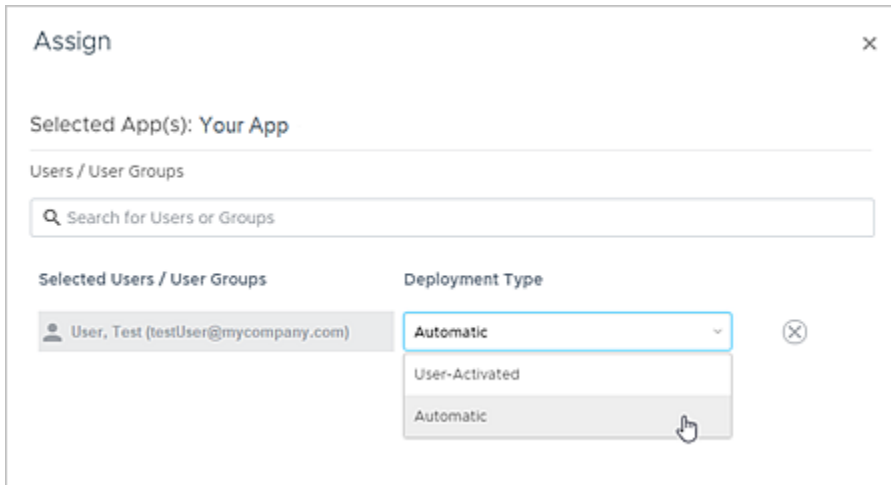 Assign
Selected App(s): Your App
Users / User Groups
Search for Users or Groups
Selected Users / User Groups Deployment Type
User, Test (testUser@mycompany.com) Automatic
User-Activated
Automatic